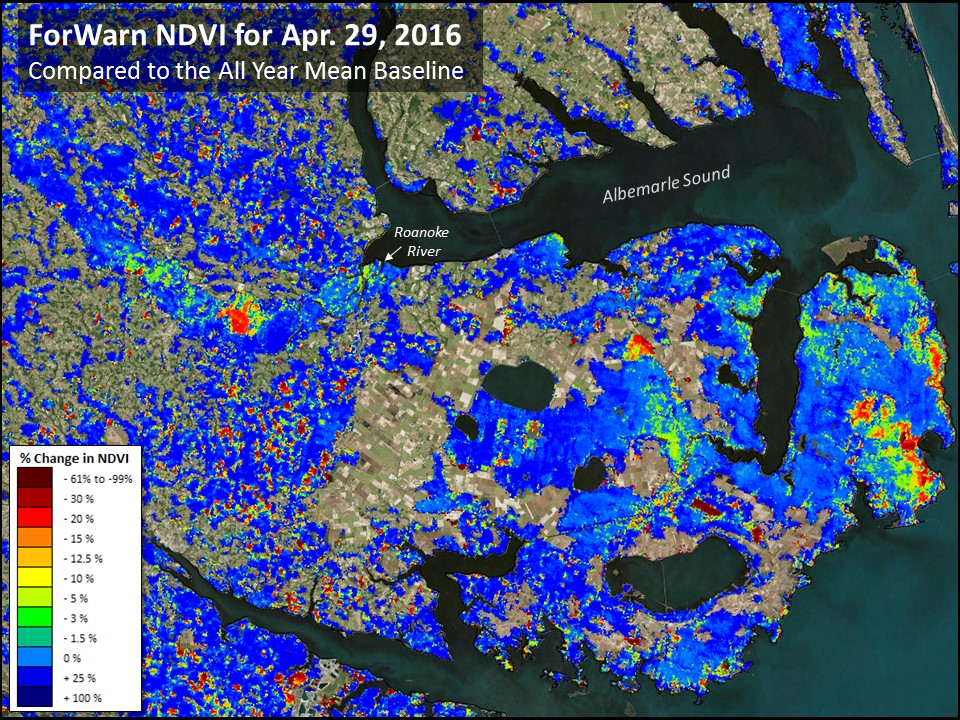 ForWarn NDVI for Apr. 29, 2016
Compared to the All Year Mean Baseline
Albemarle Sound
Roanoke
River
% Change in NDVI
- 61% to -99%
- 30 %
- 20 %
- 15 %
- 12.5 %
- 10 %
- 5 %
- 3 %
- 1.5 %
0 %
+ 25 %
+ 100 %